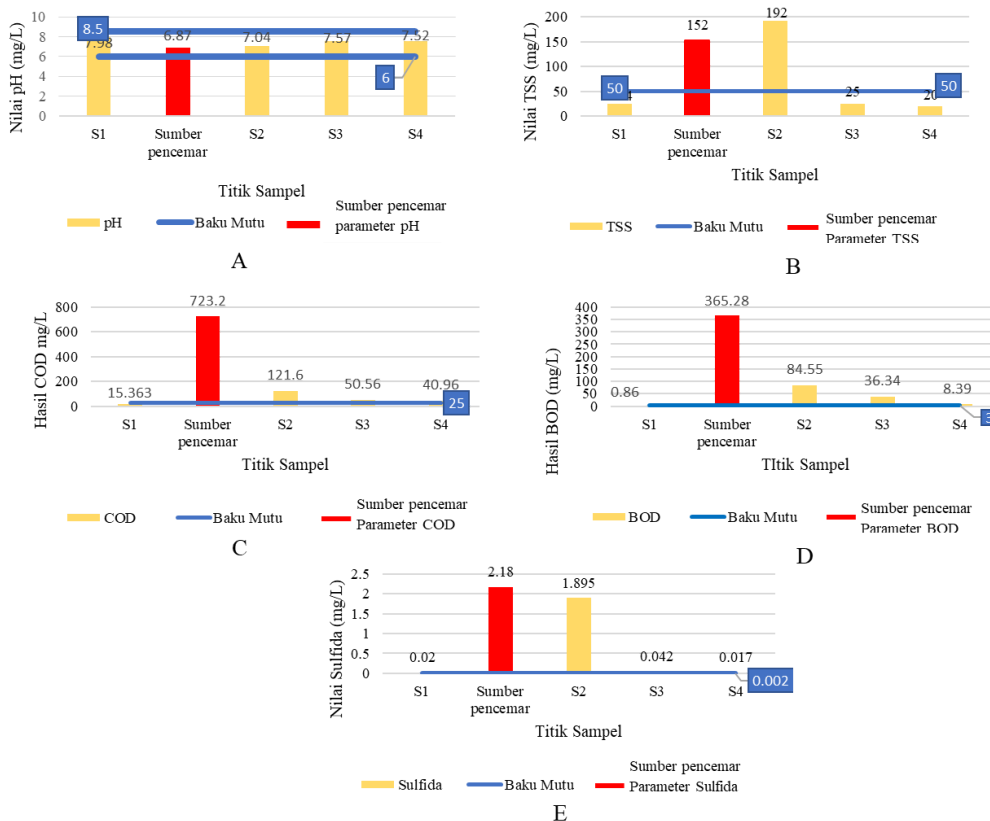 Nilai pH (mg/L)
10
8
6
4
2
0
8.5
7.98
6.87
7.04
7.57
7.52
6
S1
Sumber pencemar
S2
S3
S4
Titik Sampel
pH
Baku Mutu
Sumber pencemar
parameter pH
A
Nilai TSS (mg/L)
200
150
100
50
0
50
4
152
192
25
20
50
S1
Sumber
pencemar
S2
S3
S4
Titik Sampel
TSS
Baku Mutu
Sumber pencemar
Parameter TSS
B
Hasil COD mg/L
800
600
400
200
0
15.363
723.2
121.6
50.56
40.96
25
S1
Sumber
pencemar
S2
S3
S4
Titik Sampel
COD
Baku Mutu
Sumber pencemar
Parameter COD
C
Hasil BOD (mg/L)
400
350
300
250
200
150
100
50
0
0.86
365.28
84.55
36.34
8.39
3
S1
Sumber
pencemar
S2
S3
S4
TItik Sampel
BOD
Baku Mutu
Sumber pencemar
Parameter BOD
D
Nilai Sulfida (mg/L)
2.5
2
1.5
1
0.5
0
0.02
2.18
1.895
0.042
0.017
0.002
S1
Sumber
pencemar
S2
S3
S4
Titik Sampel
Sulfida
Baku Mutu
Sumber pencemar
Parameter Sulfida
E